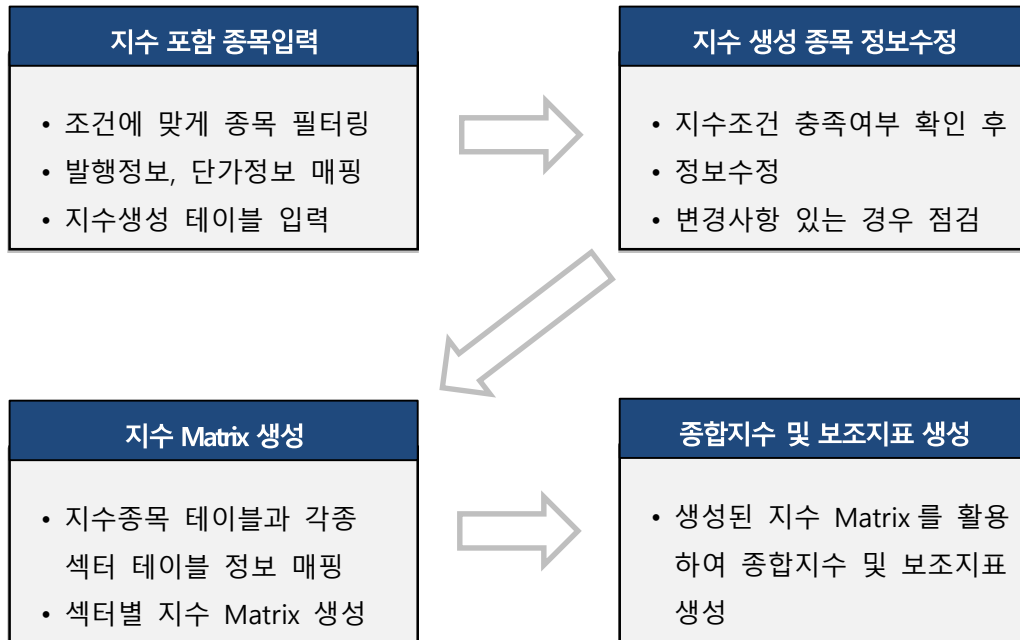 지수 포함 종목입력
• 조건에 맞게 종목 필터링
• 발행정보, 단가정보 매핑
• 지수생성 테이블 입력
지수 생성 종목 정보수정
• 지수조건 충족여부 확인 후
• 정보수정
• 변경사항 있는 경우 점검
지수 Matrix 생성
• 지수종목 테이블과 각종
섹터 테이블 정보 매핑
• 섹터별 지수 Matrix 생성
종합지수 및 보조지표 생성
• 생성된 지수 Matrix 를 활용
하여 종합지수 및 보조지표
생성